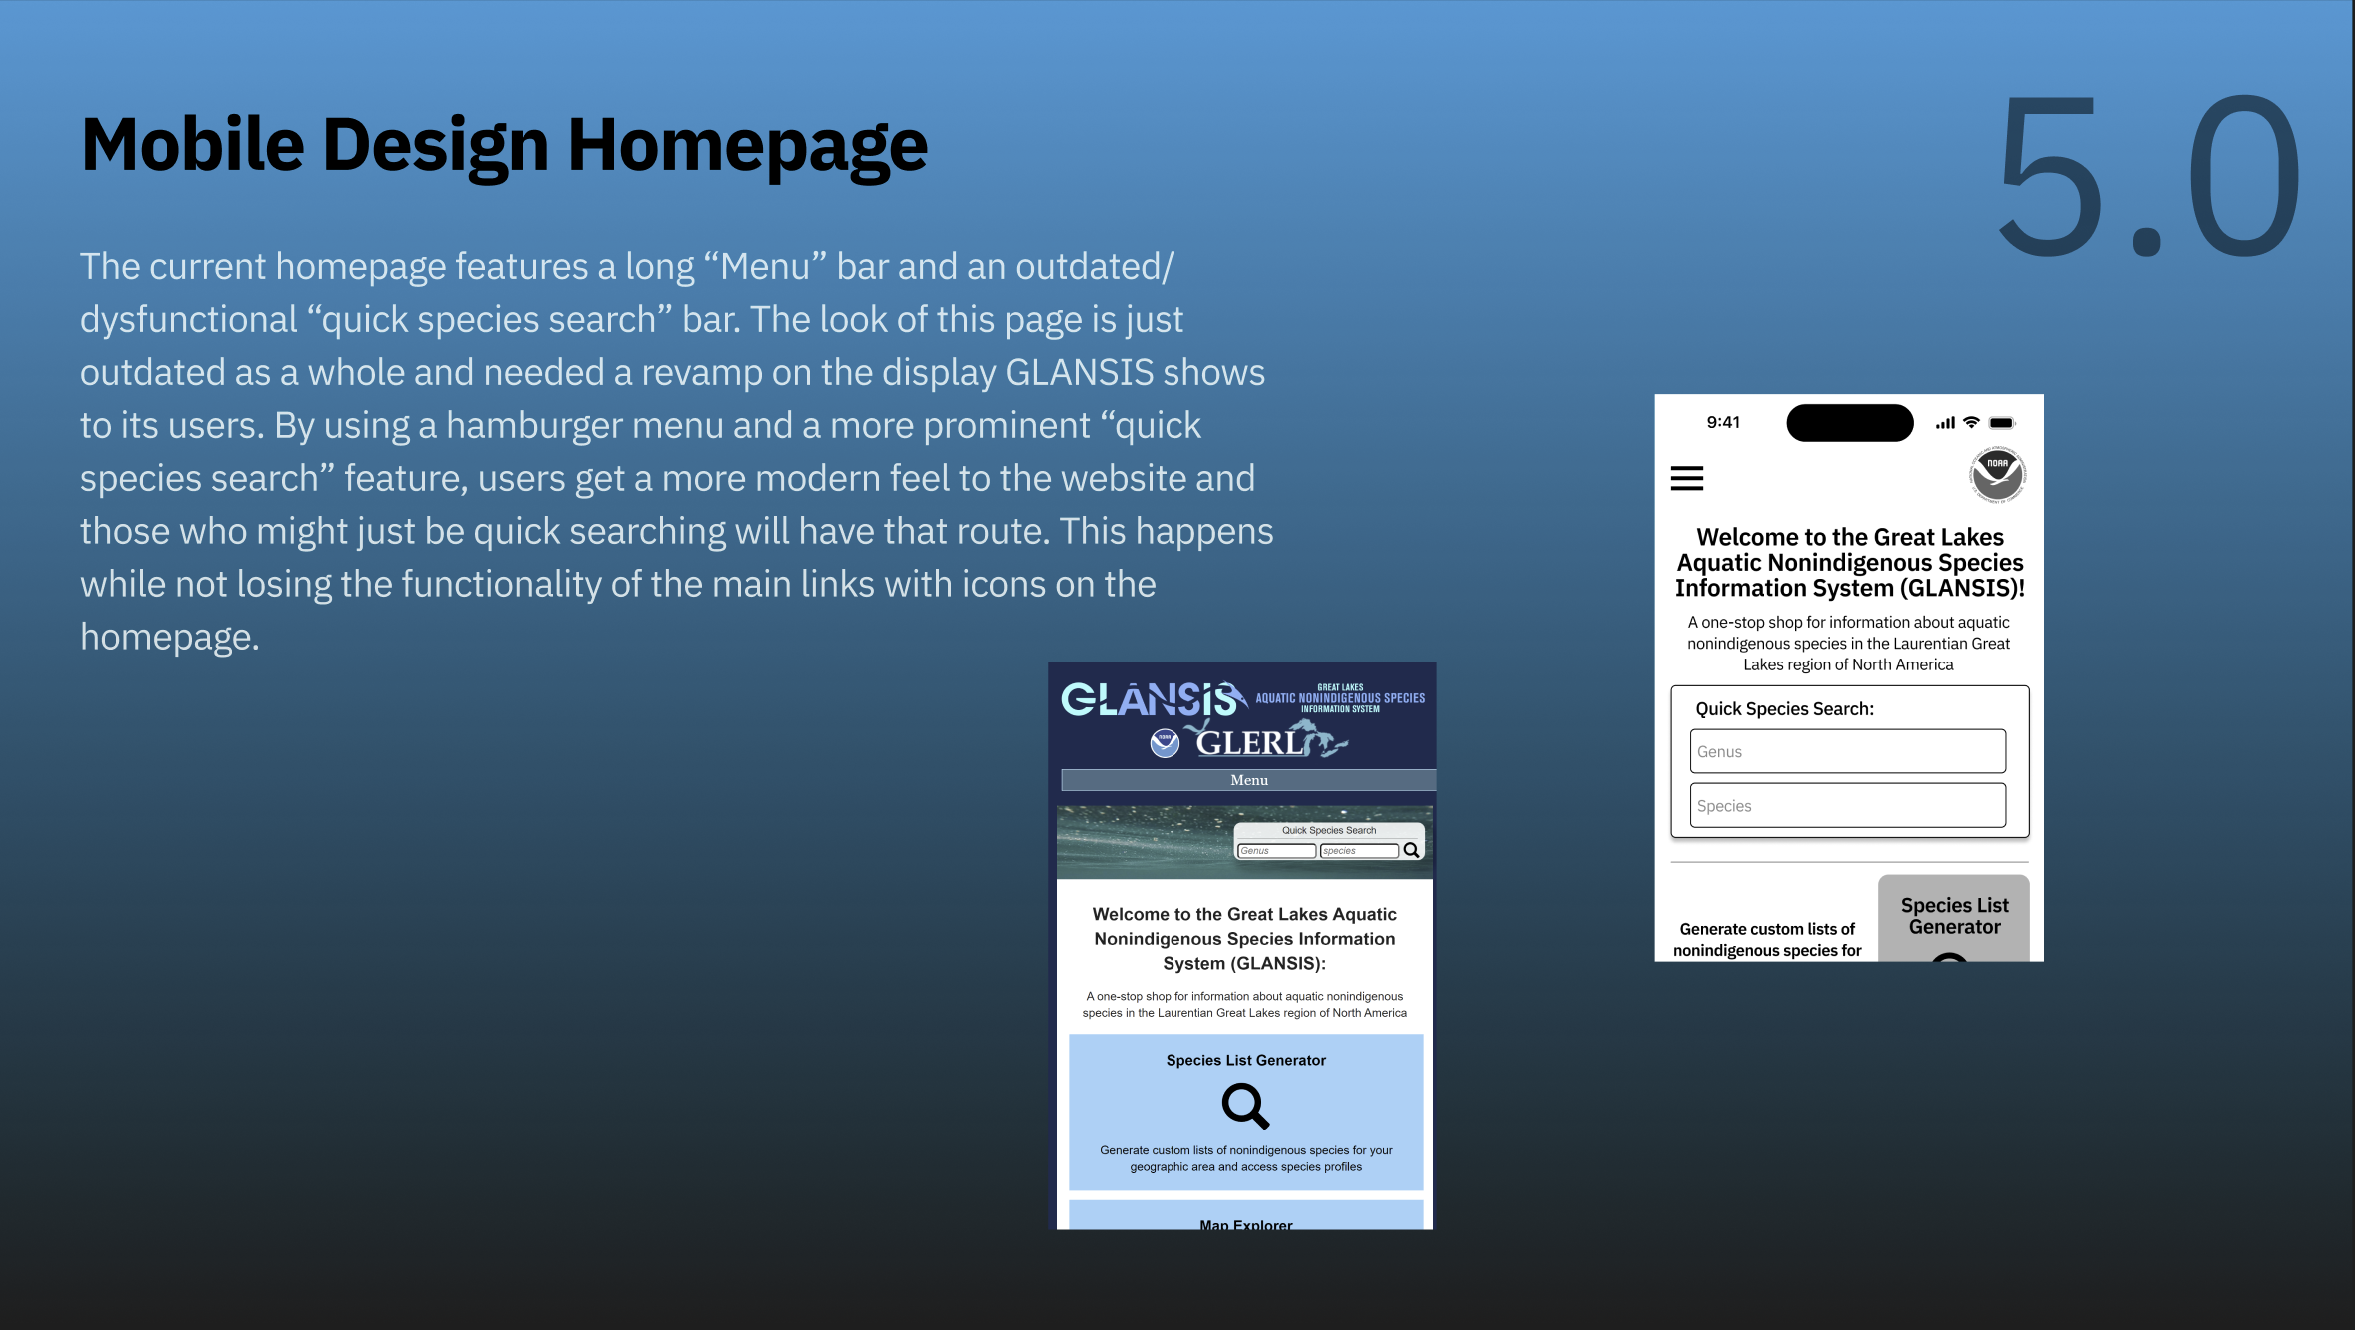 Mobile Design Homepage
5.0
The current homepage features a long “Menu” bar and an outdated/
dysfunctional “quick species search” bar. The look of this page is just
outdated as a whole and needed a revamp on the display GLANSIS shows
to its users. By using a hamburger menu and a more prominent “quick
species search” feature, users get a more modern feel to the website and
those who might just be quick searching will have that route. This happens
while not losing the functionality of the main links with icons on the
homepage.
GLANSIS
GREAT LAKES
AQUATIC NONINDIGENOUS SPECIES
INFORMATION SYSTEM
NOAA
GLERL
Menu
Quick Species Search
Genus
species
Welcome to the Great Lakes Aquatic
Nonindigenous Species Information
System (GLANSIS):
A one-stop shop for information about aquatic nonindigenous
species in the Laurentian Great Lakes region of North America
Species List Generator
Generate custom lists of nonindigenous species for your
geographic area and access species profiles
Map Explorer
9:41
NOAA
Welcome to the Great Lakes
Aquatic Nonindigenous Species
Information System (GLANSIS)!
A one-stop shop for information about aquatic
nonindigenous species in the Laurentian Great
Lakes region of North America
Quick Species Search:
Genus
Species
Generate custom lists of
nonindigenous species for
Species List
Generator